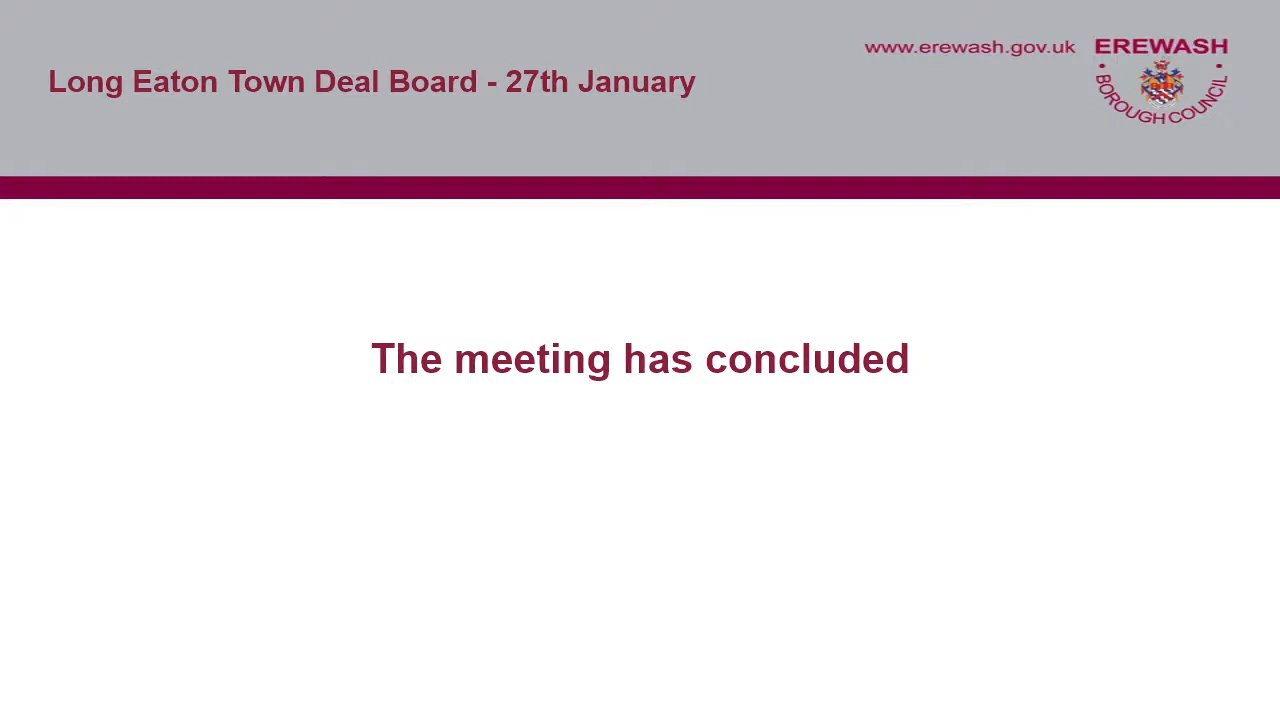 www.erewash.gov.uk
EREWASH
Long Eaton Town Deal Board - 27th January
• BOROUGH COUNCIL •
The meeting has concluded